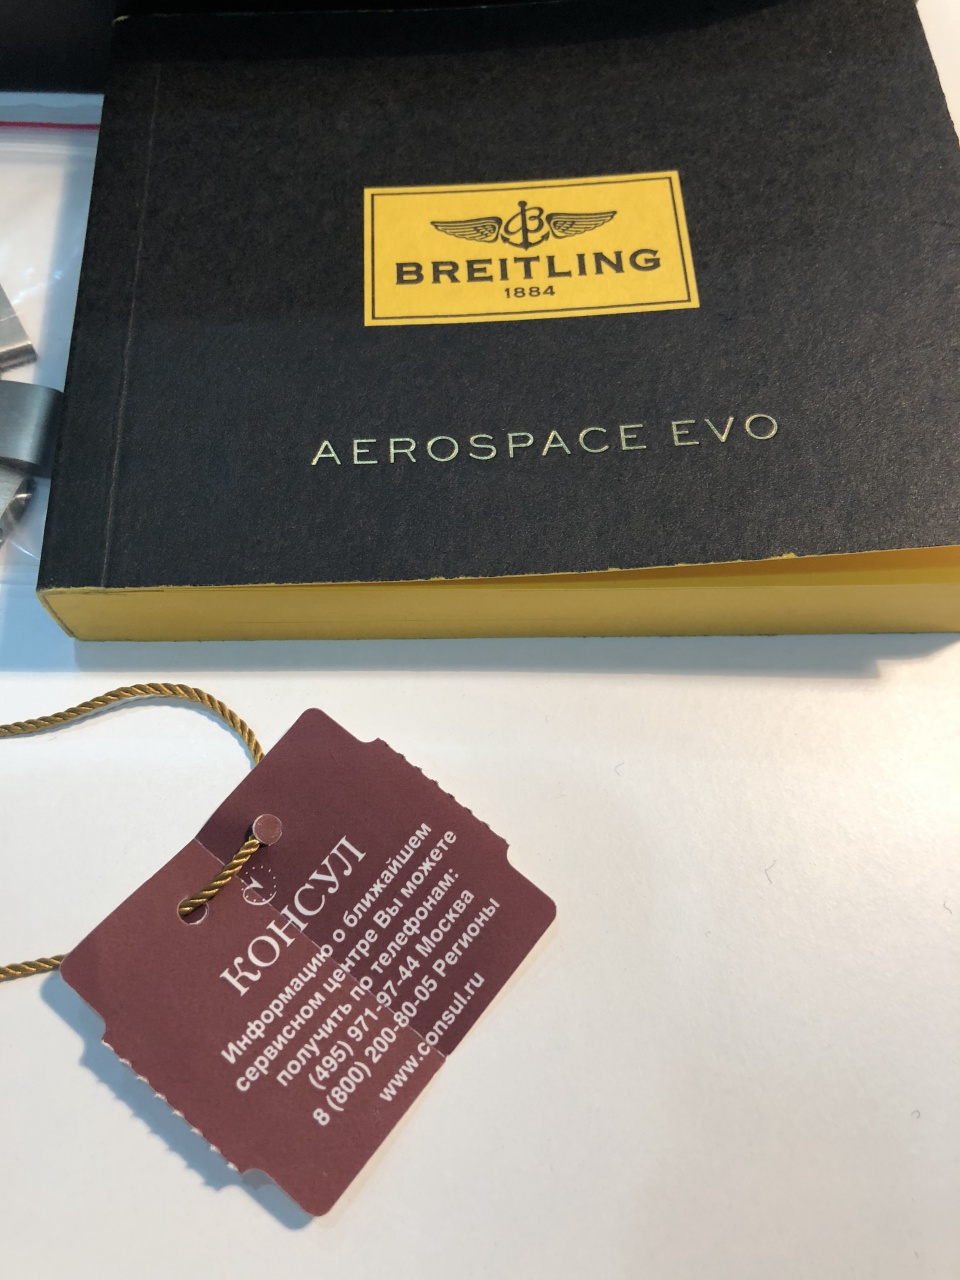 BREITLING
1884
AEROSPACE EVO
КОНСУЛ
Информацию о ближайшем
сервисном центре Вы можете
получить по телефонам:
(495) 971-97-44 Москва
8 (800) 200-80-05 Регионы
www.consul.ru